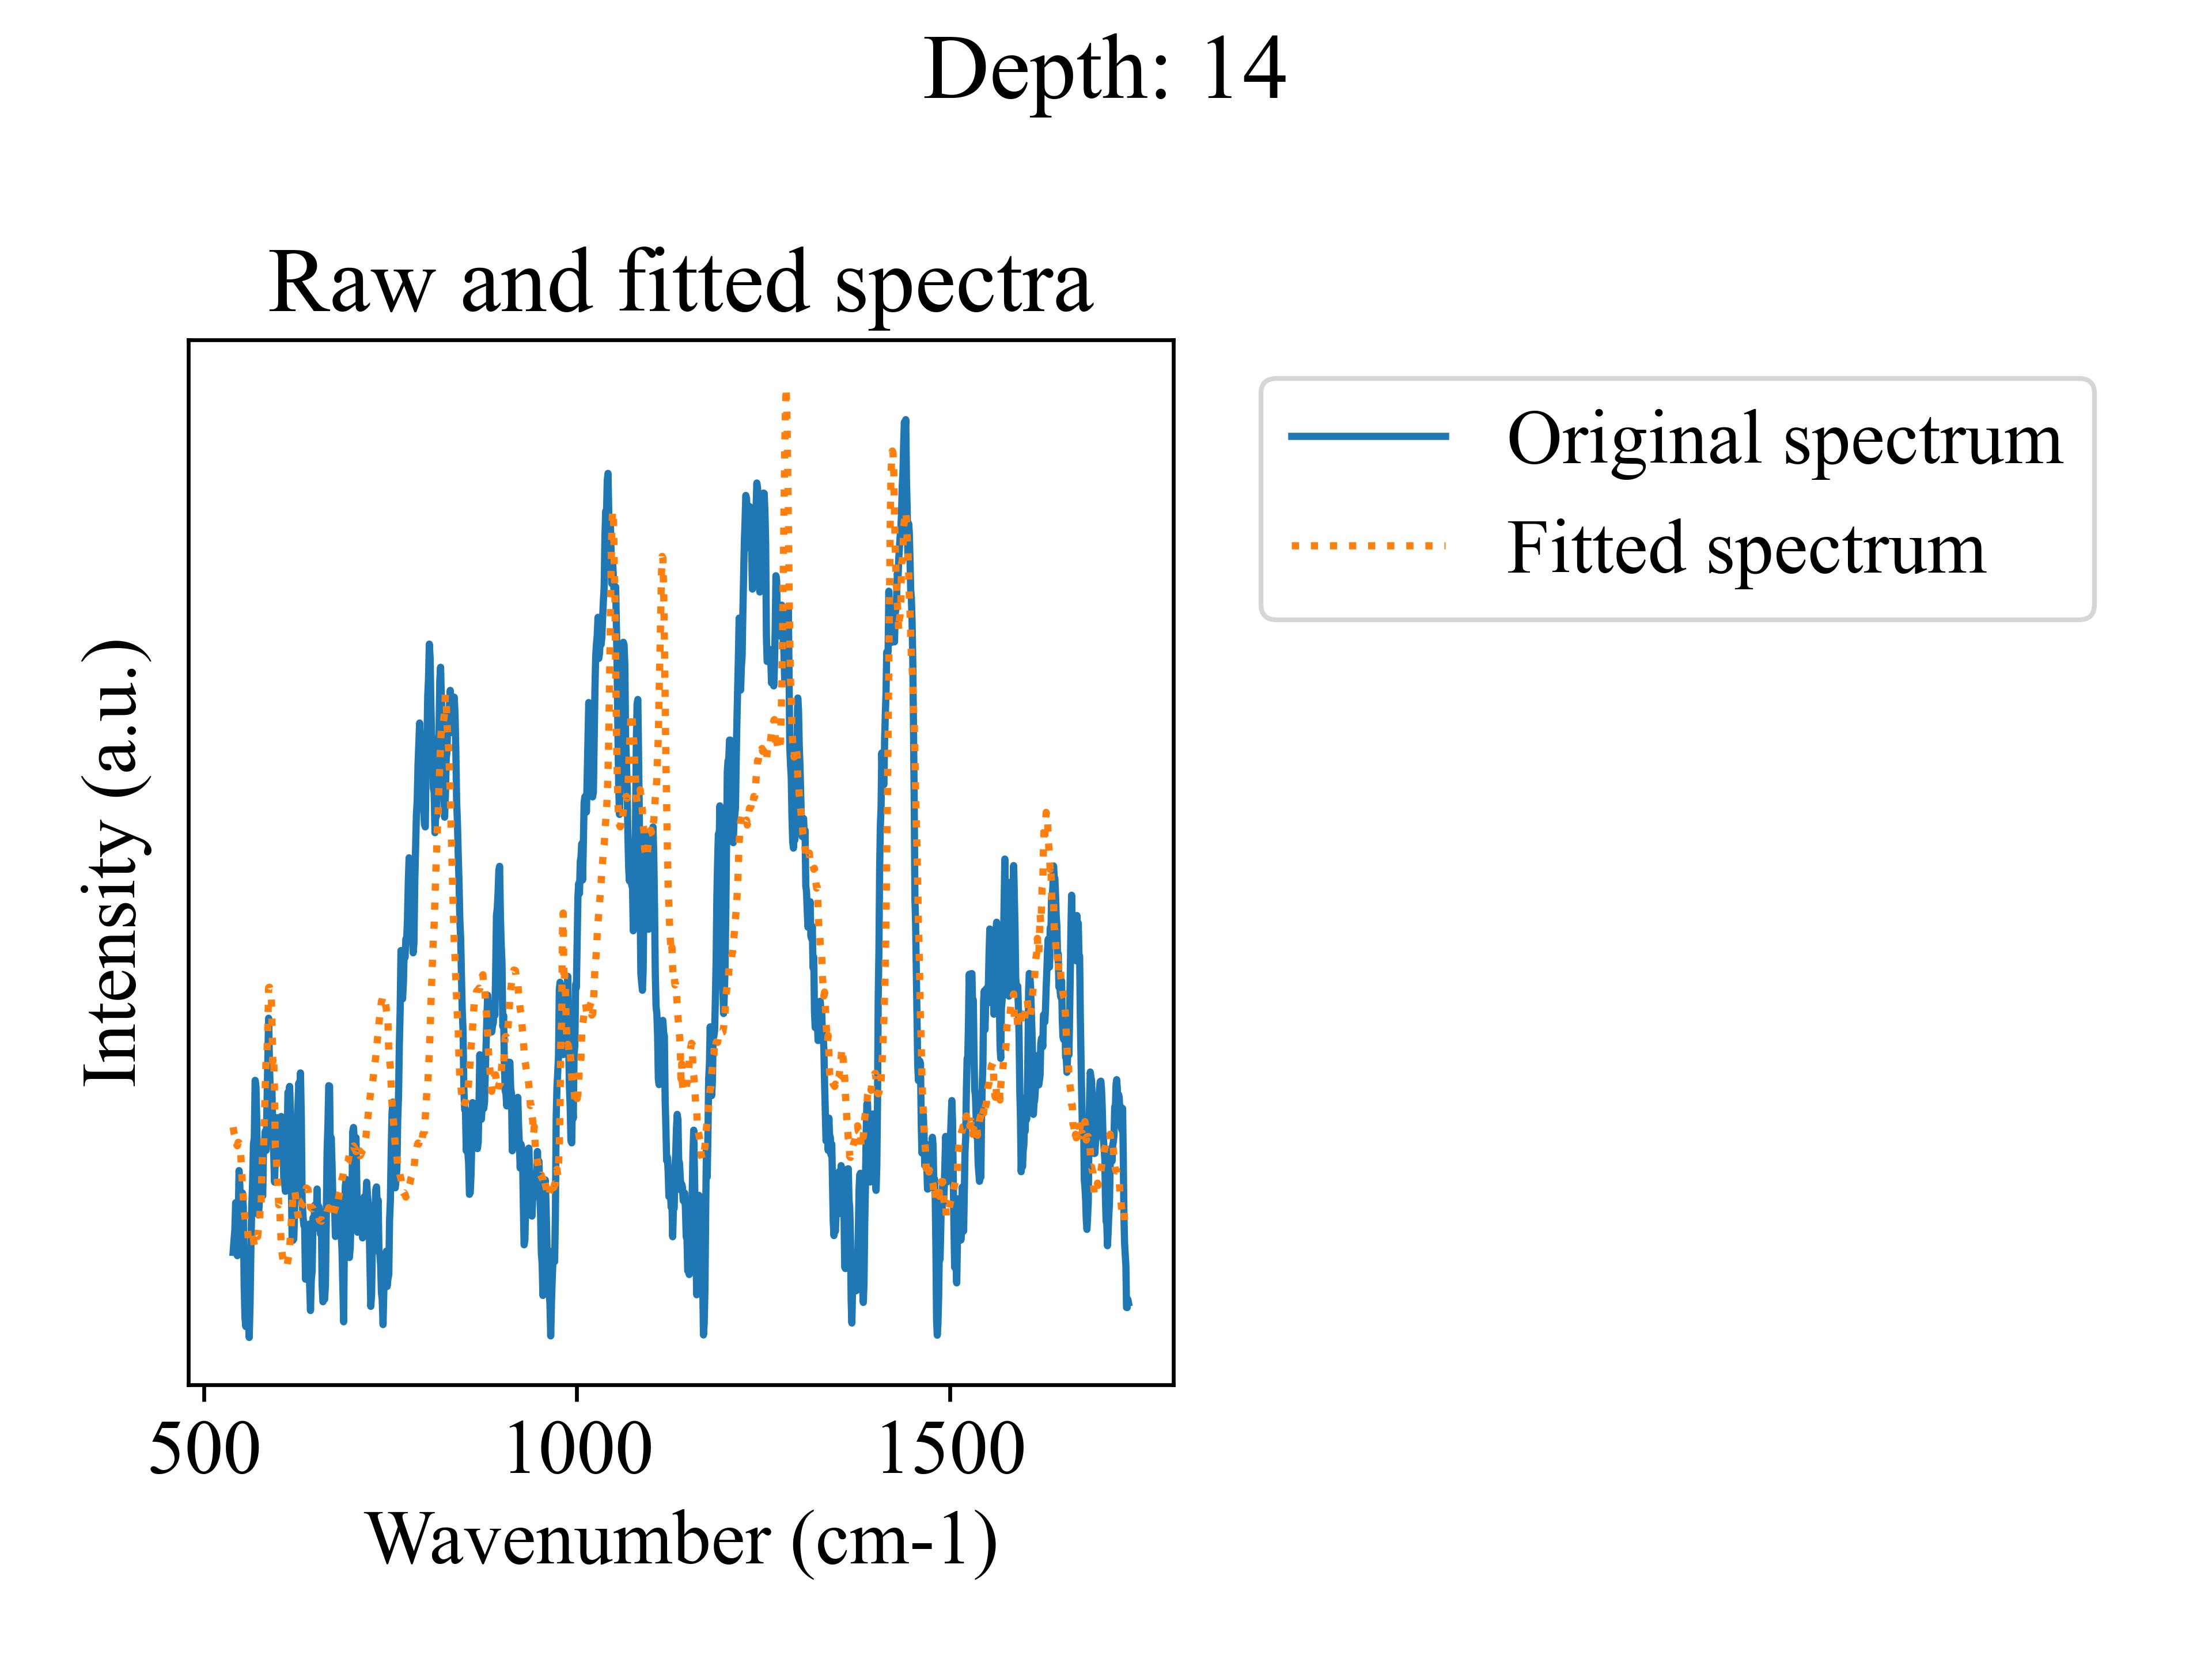 Depth: 14
Raw and fitted spectra
Original spectrum
Fitted spectrum
Intensity (a.u.)
500
1000
1500
Wavenumber (cm-1)